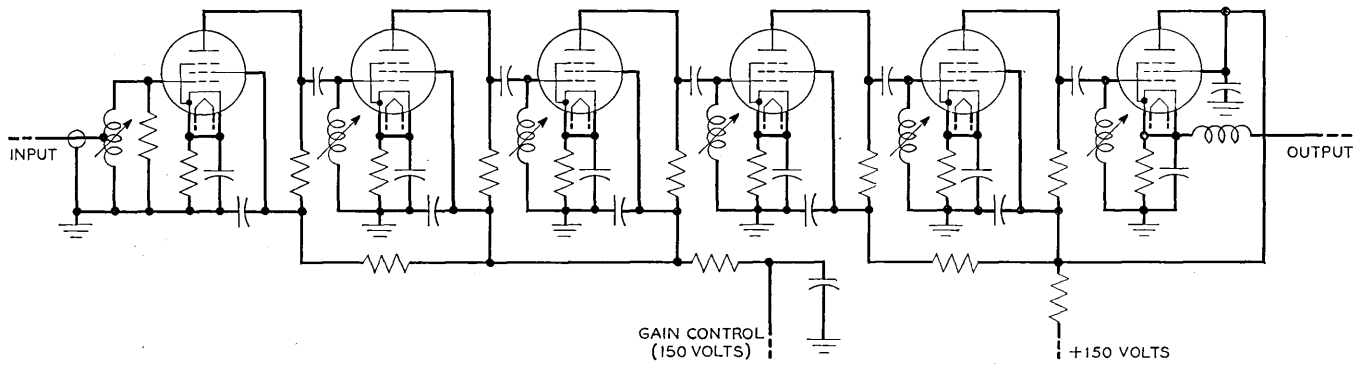 INPUT
OUTPUT
GAIN CONTROL
(150 VOLTS)
+150 VOLTS